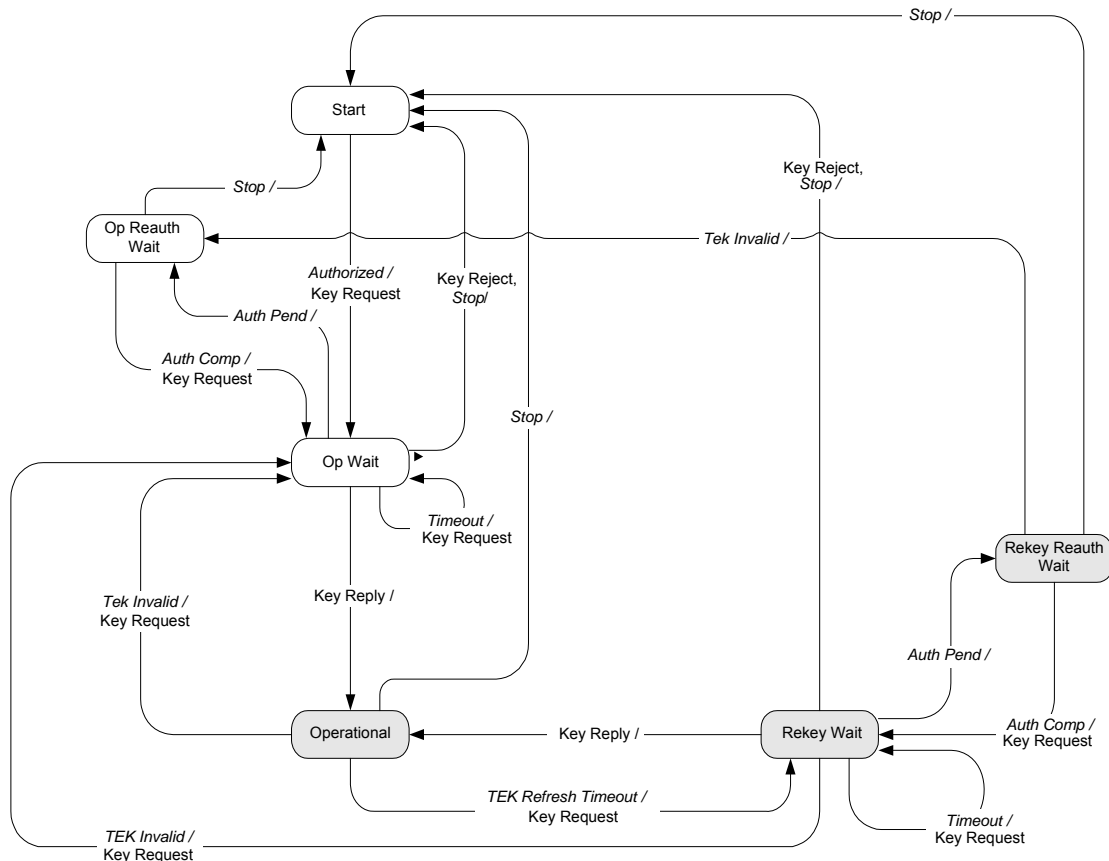 Stop /
Start
Key Reject,
Stop /
Stop /
Op Reauth
Wait
Tek Invalid /
Authorized /
Key Request
Key Reject,
Stop/
Auth Pend /
Auth Comp /
Key Request
Stop /
Op Wait
Timeout /
Key Request
Rekey Reauth
Wait
Tek Invalid /
Key Request
Key Reply /
Auth Pend /
Operational
Key Reply /
Rekey Wait
Auth Comp /
Key Request
TEK Refresh Timeout /
Key Request
Timeout /
Key Request
TEK Invalid /
Key Request